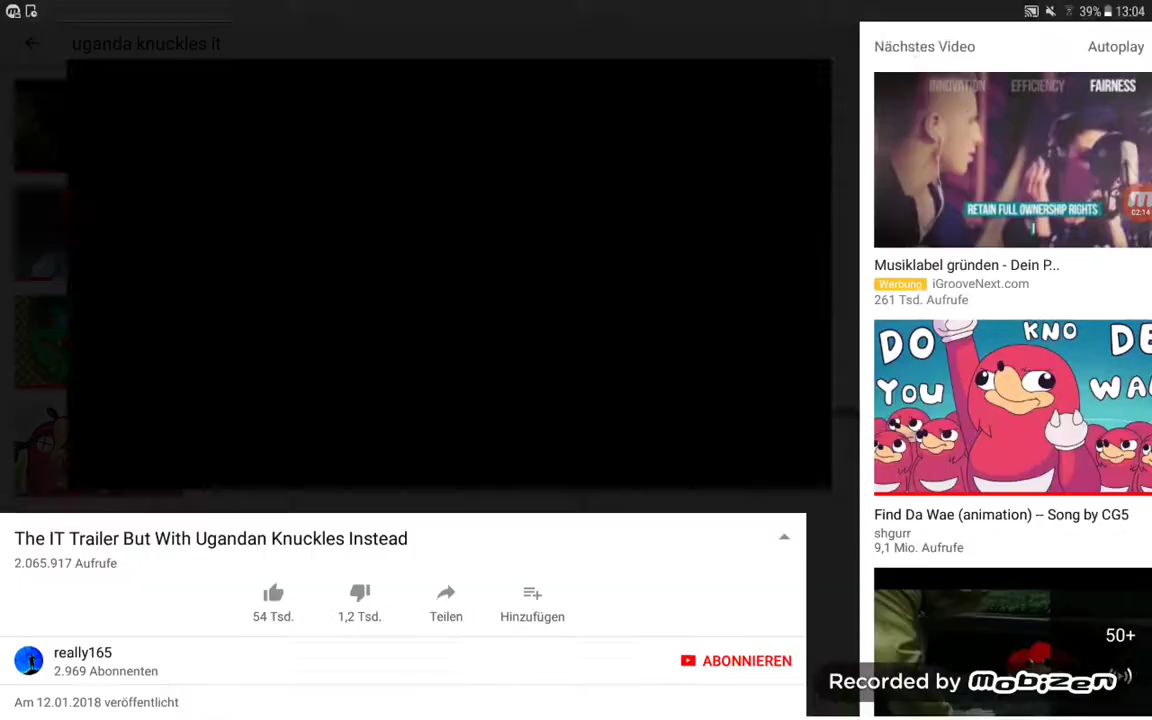 39% 13:04
uganda knuckles it
Nächstes Video
Autoplay
INNOVATION EFFICIENCY FAIRNESS
RETAIN FULL OWNERSHIP RIGHTS
02:14
Musiklabel gründen - Dein P...
Werbung iGrooveNext.com
261 Tsd. Aufrufe
DO YOU KNO DE WA
Find Da Wae (animation) -- Song by CG5
shgurr
9,1 Mio. Aufrufe
50+
The IT Trailer But With Ugandan Knuckles Instead
2.065.917 Aufrufe
54 Tsd.
1,2 Tsd.
Teilen
Hinzufügen
really165
2.969 Abonnenten
ABONNIEREN
Am 12.01.2018 veröffentlicht
Recorded by mobizen